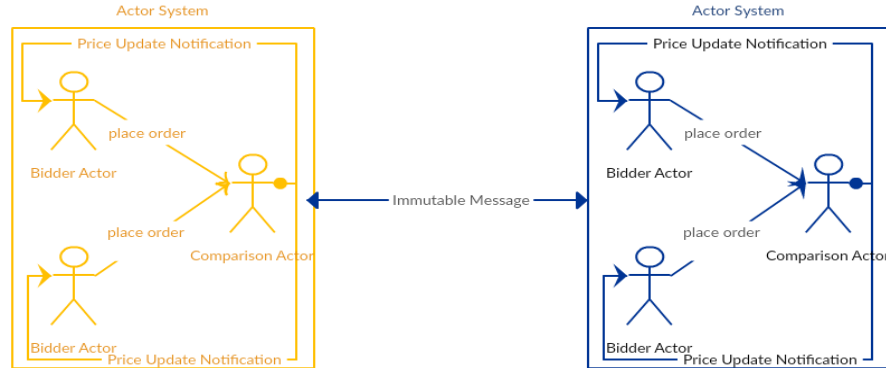 Actor System
Price Update Notification
place order
Bidder Actor
place order
Comparison Actor
Bidder Actor
Price Update Notification
Immutable Message
Actor System
Price Update Notification
place order
Bidder Actor
place order
Comparison Actor
Bidder Actor
Price Update Notification